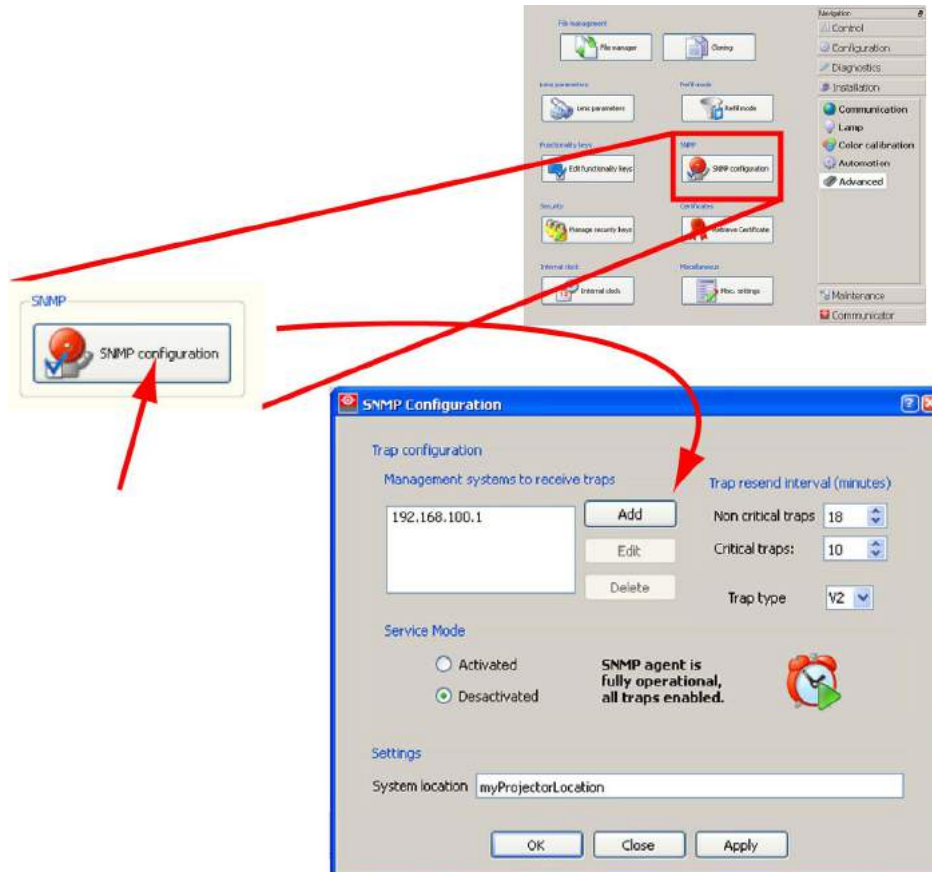 File management
File manager
Cloning
Lens parameters
Refill mode
Lens parameters
Refill mode
Functionality keys
SNMP
Edit functionality keys
SNMP configuration
Security
Certificates
Manage security keys
Retrieve Certificate
Internal clock
Miscellaneous
Internal clock
Misc. settings
Navigation
Control
Configuration
Diagnostics
Installation
Communication
Lamp
Color calibration
Automation
Advanced
Maintenance
Communicator
SNMP
SNMP configuration
SNMP Configuration
Trap configuration
Management systems to receive traps
Trap resend interval (minutes)
192.168.100.1
Add
Non critical traps 18
Edit
Critical traps: 10
Delete
Trap type V2
Service Mode
Activated
Desactivated
SNMP agent is
fully operational,
all traps enabled.
Settings
System location myProjectorLocation
OK
Close
Apply